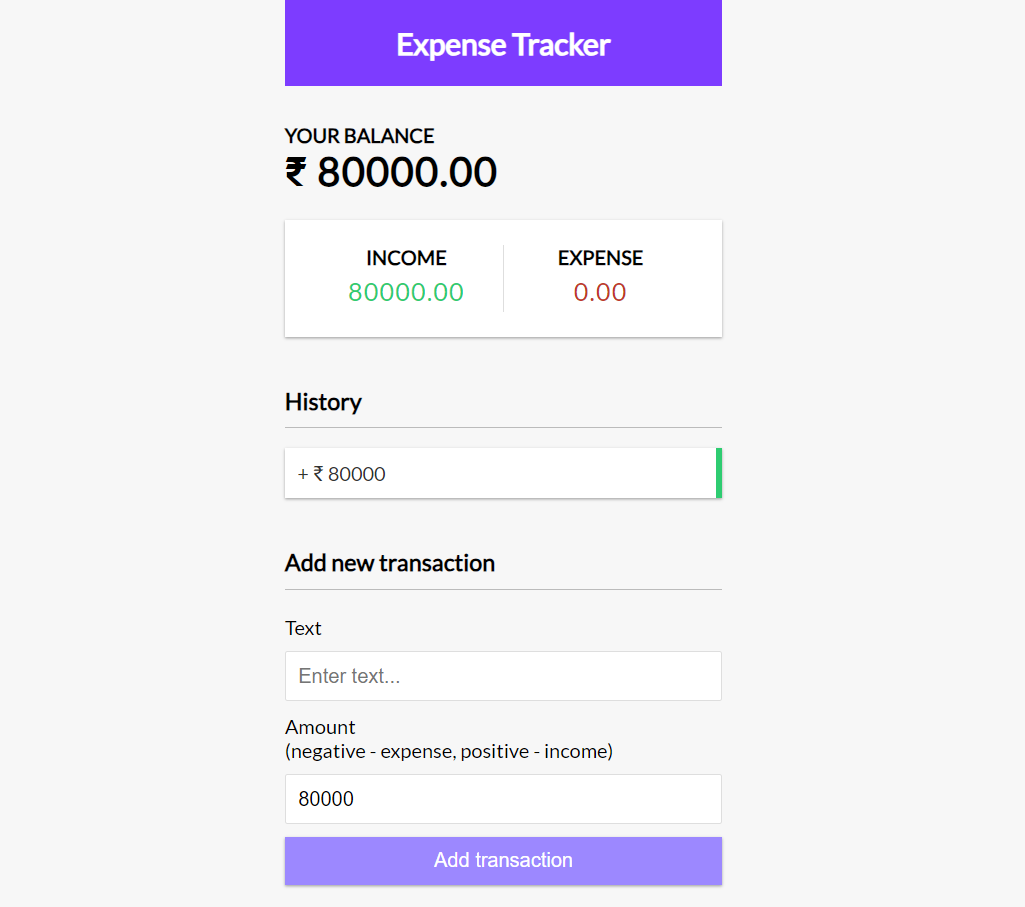 Expense Tracker
YOUR BALANCE
₹ 80000.00
INCOME EXPENSE
80000.00 0.00
History
+ ₹ 80000
Add new transaction
Text
Enter text...
Amount
(negative - expense, positive - income)
80000
Add transaction